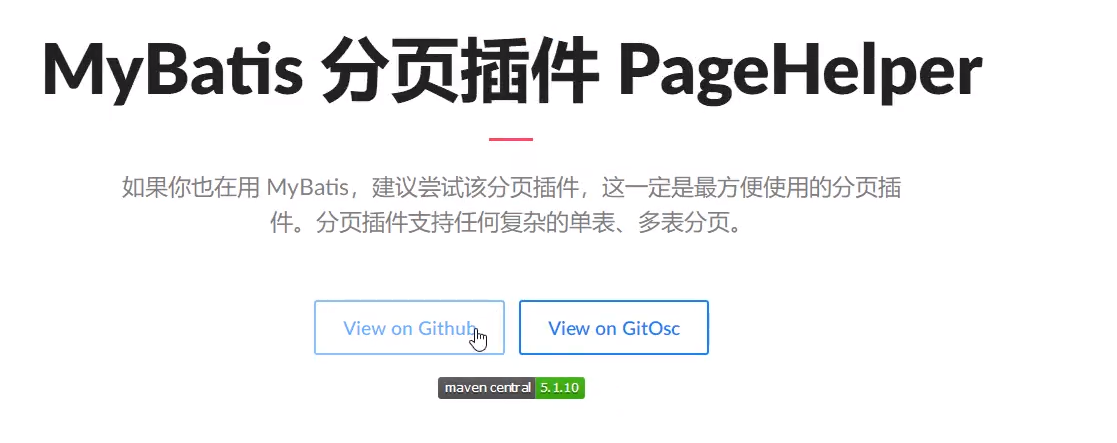 MyBatis 分页插件 PageHelper
如果你也在用 MyBatis，建议尝试该分页插件，这一定是最方便使用的分页插
件。分页插件支持任何复杂的单表、多表分页。
View on Github View on GitOsc
maven central 5.1.10